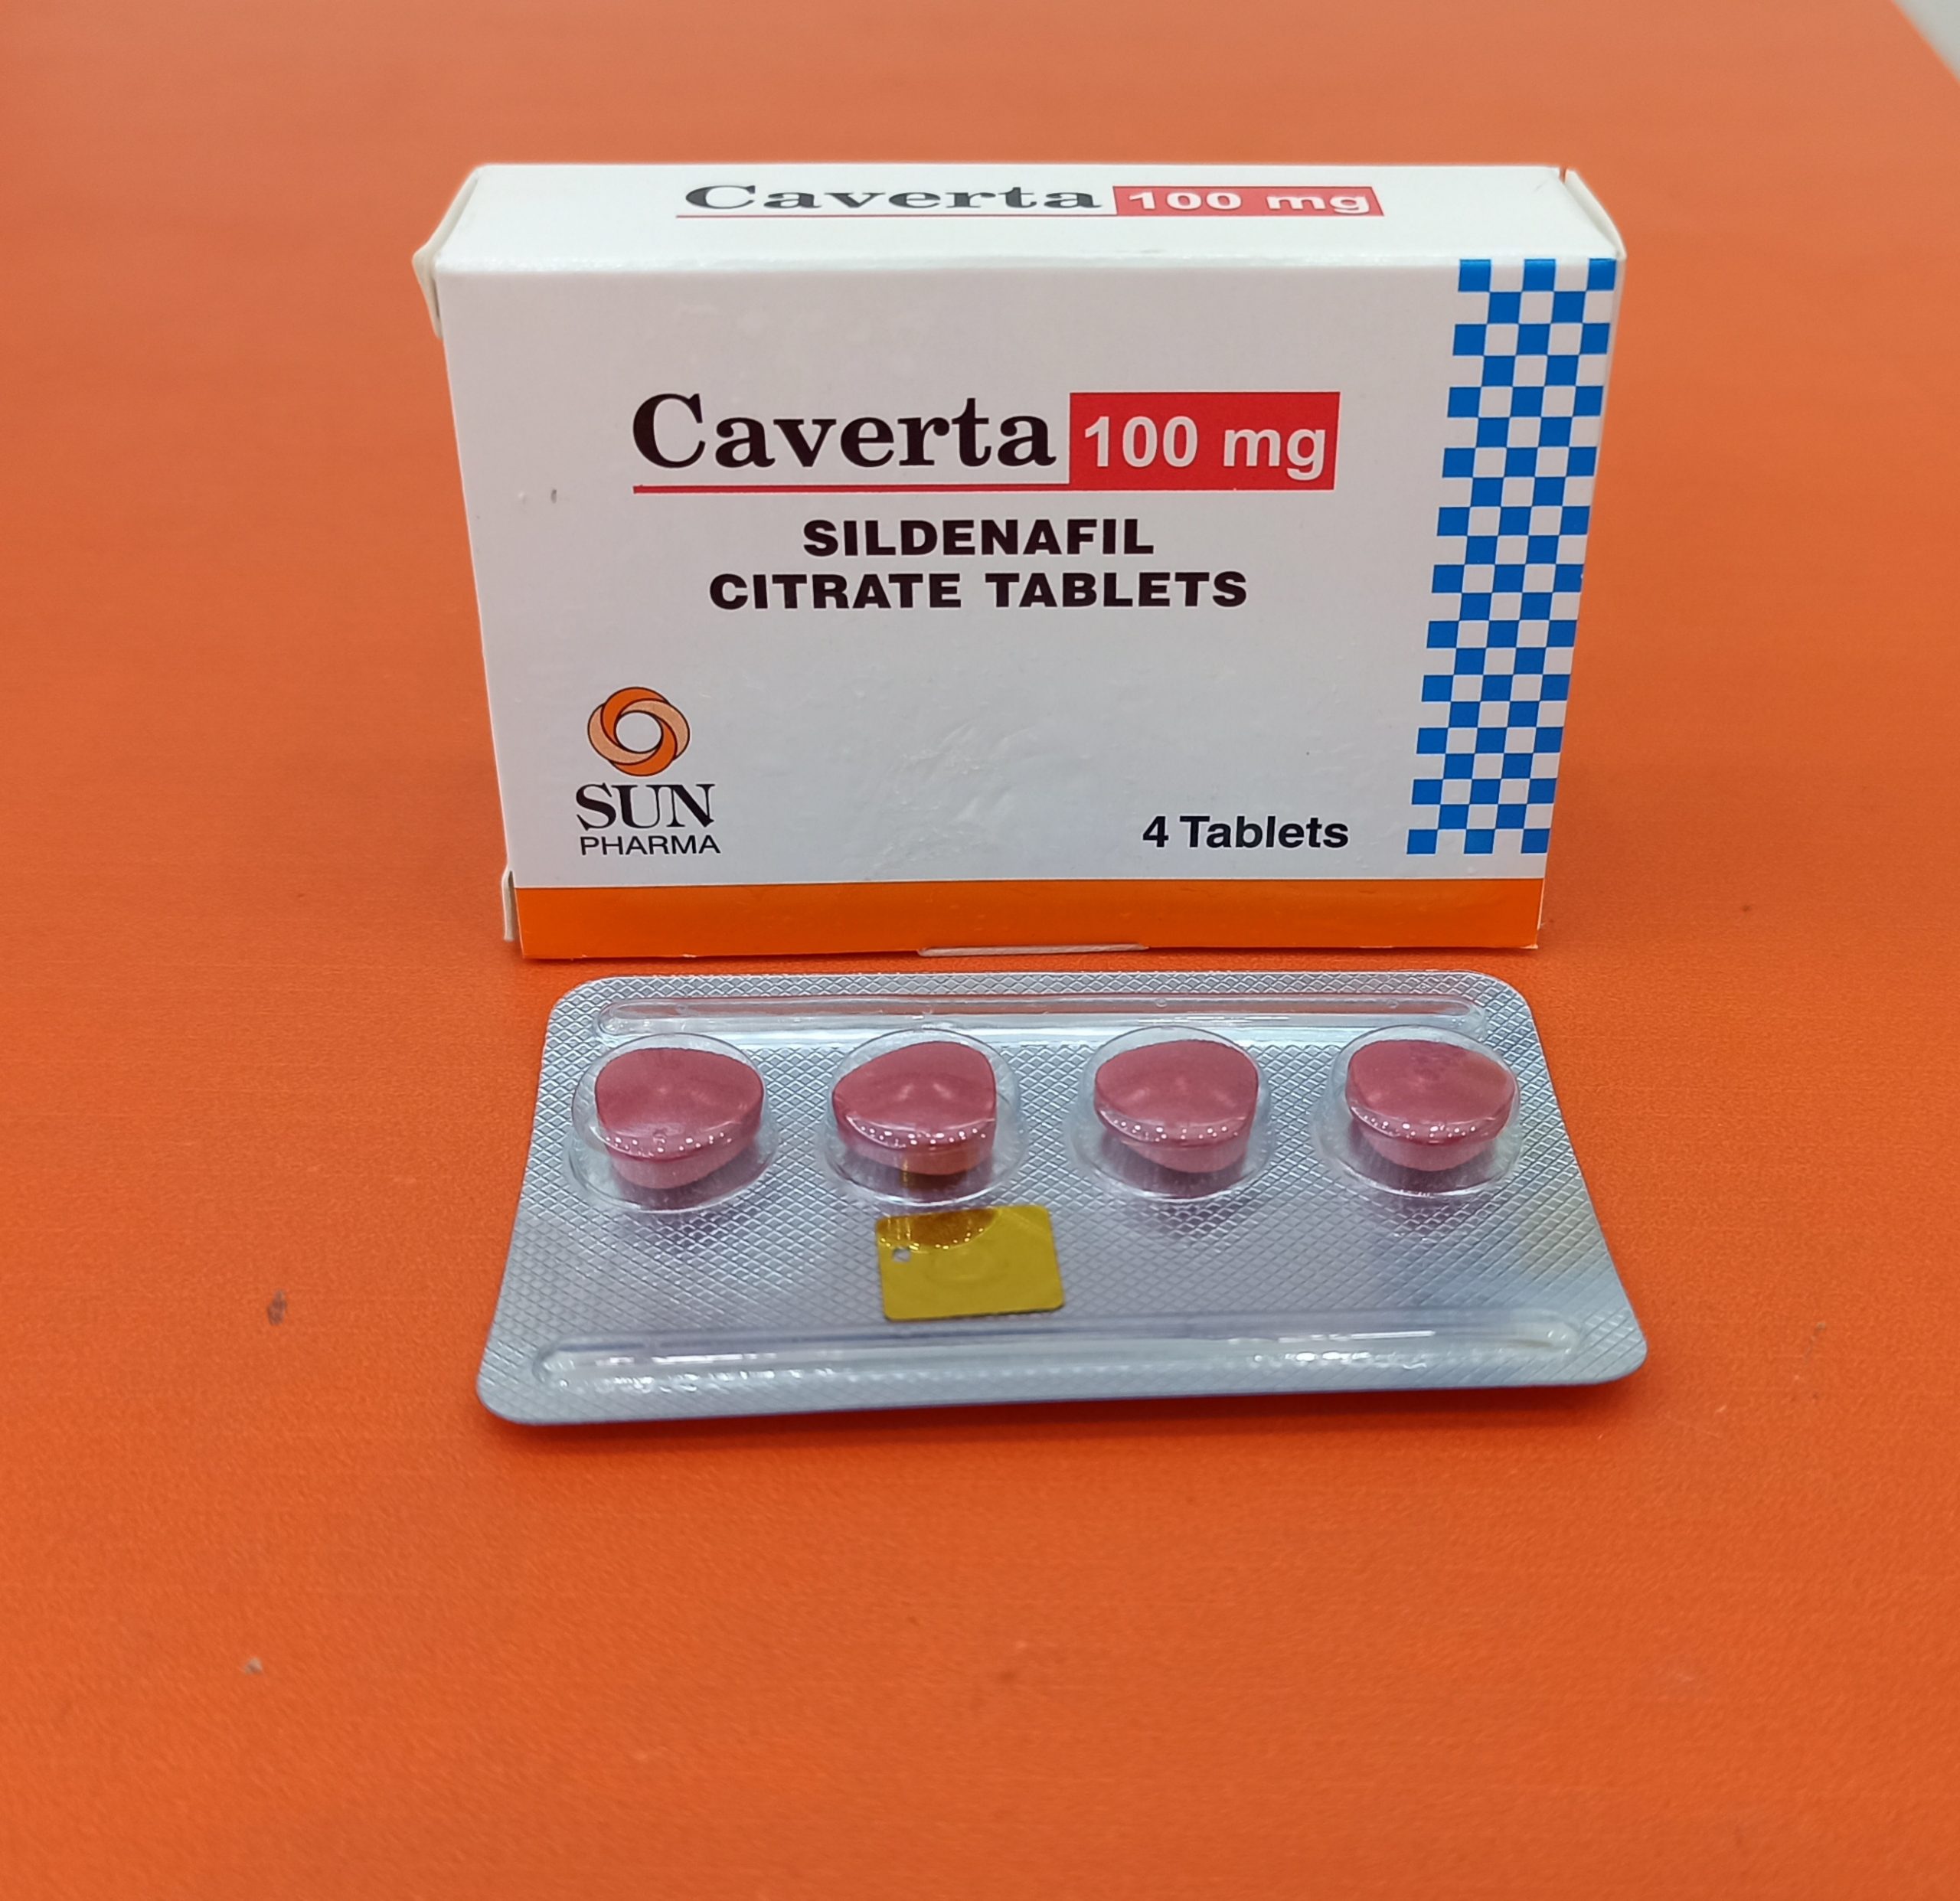 Caverta 100 mg
Caverta 100 mg
SILDENAFIL
CITRATE TABLETS
SUN
PHARMA
4 Tablets